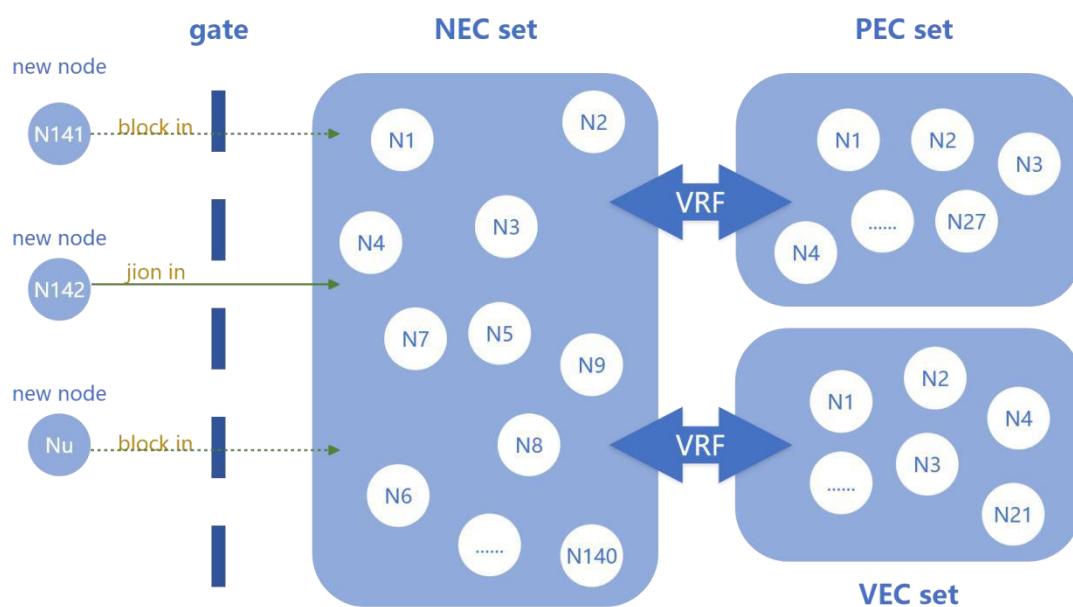 gate
NEC set
PEC set
new node
N141
block in
new node
N142
jion in
new node
Nu
block in
N1
N2
N4
N3
N7
N5
N9
N8
N6
......
N140
VRF
VRF
N1
N2
N3
......
N27
N4
N2
N1
N4
N3
......
N21
VEC set